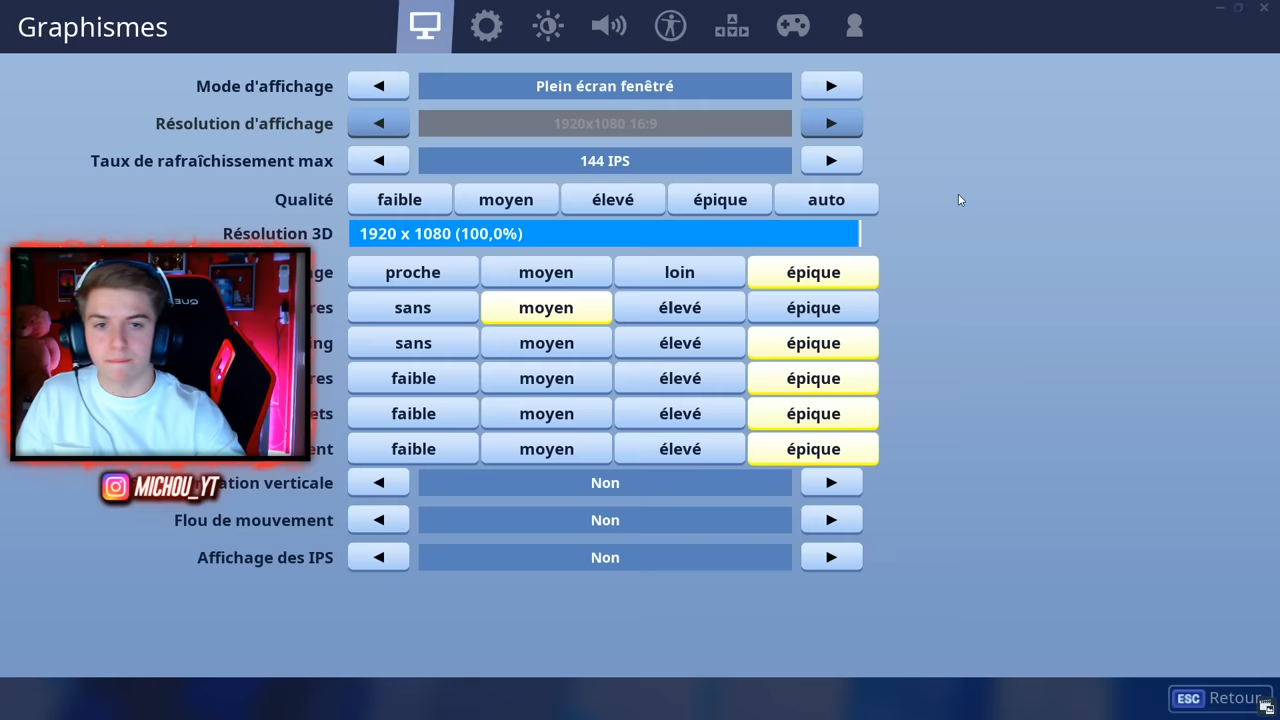 Graphismes
Mode d'affichage ◄ Plein écran fenêtré ►
Résolution d'affichage ◄ 1920x1080 16:9 ►
Taux de rafraîchissement max ◄ 144 IPS ►
Qualité faible moyen élevé épique auto
Résolution 3D 1920 x 1080 (100,0%)
ge proche moyen loin épique
res sans moyen élevé épique
ing sans moyen élevé épique
res faible moyen élevé épique
ets faible moyen élevé épique
ent faible moyen élevé épique
MICHOU_YT ation verticale ◄ Non ►
Flou de mouvement ◄ Non ►
Affichage des IPS ◄ Non ►
ESC Retour